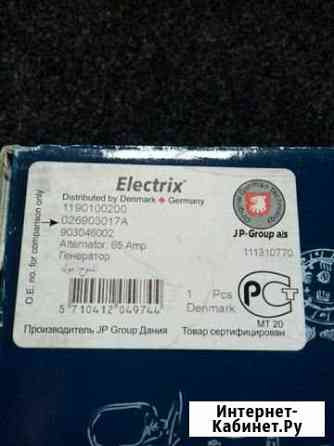 Electrix
Distributed by Denmark Germany
1190100200
026903017A
903046002
Alternator, 65 Amp
Генератор
O.E. no. for comparison only
JP-Group a/s
111310770
1 Pcs
Denmark
PCT
MT 20
5 710412 049744
Производитель JP Group Дания
Товар сертифицирован
Интернет-
Кабинет.Ру